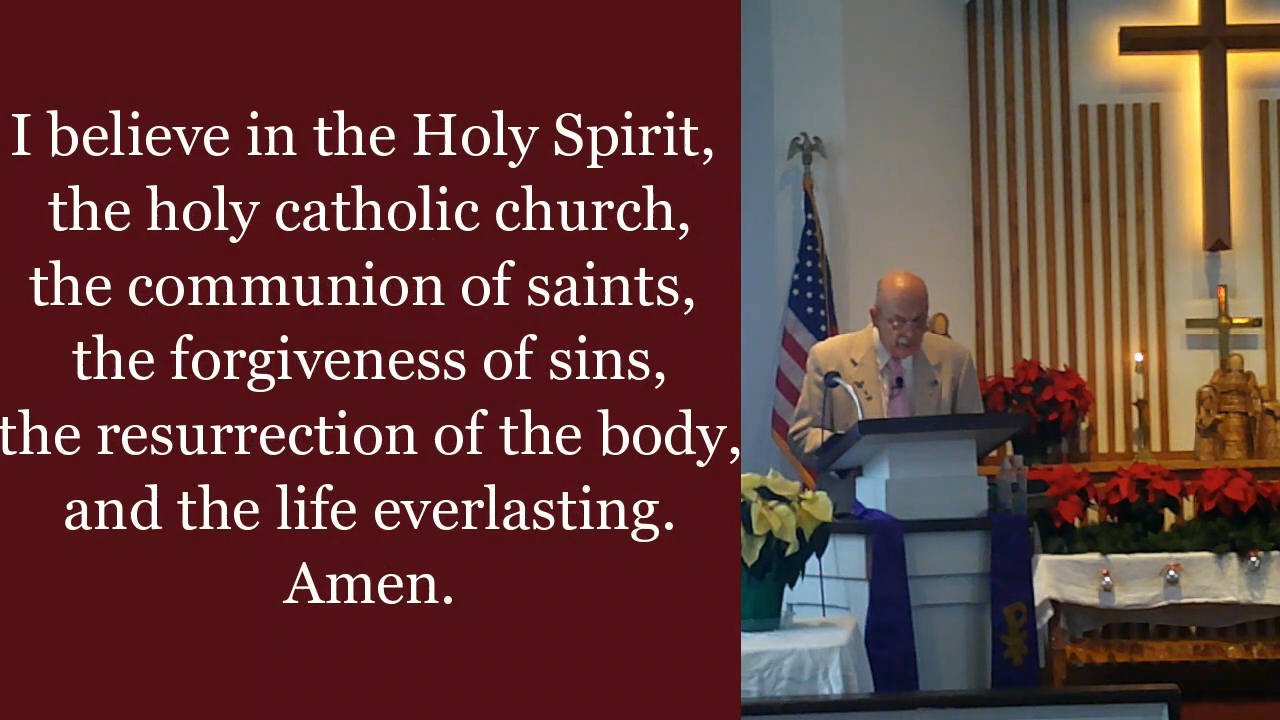 I believe in the Holy Spirit,
the holy catholic church,
the communion of saints,
the forgiveness of sins,
the resurrection of the body,
and the life everlasting.
Amen.